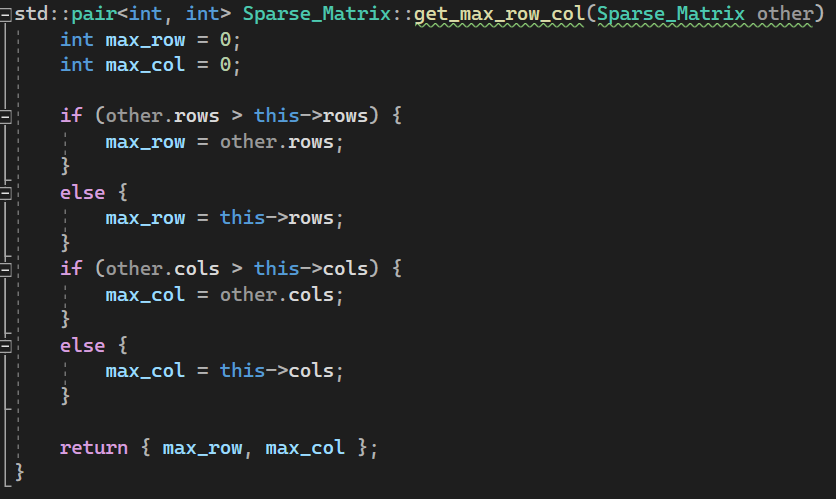 std::pair<int, int> Sparse_Matrix::get_max_row_col(Sparse_Matrix other)
    int max_row = 0;
    int max_col = 0;

    if (other.rows > this->rows) {
        max_row = other.rows;
    }
    else {
        max_row = this->rows;
    }
    if (other.cols > this->cols) {
        max_col = other.cols;
    }
    else {
        max_col = this->cols;
    }

    return { max_row, max_col };
}